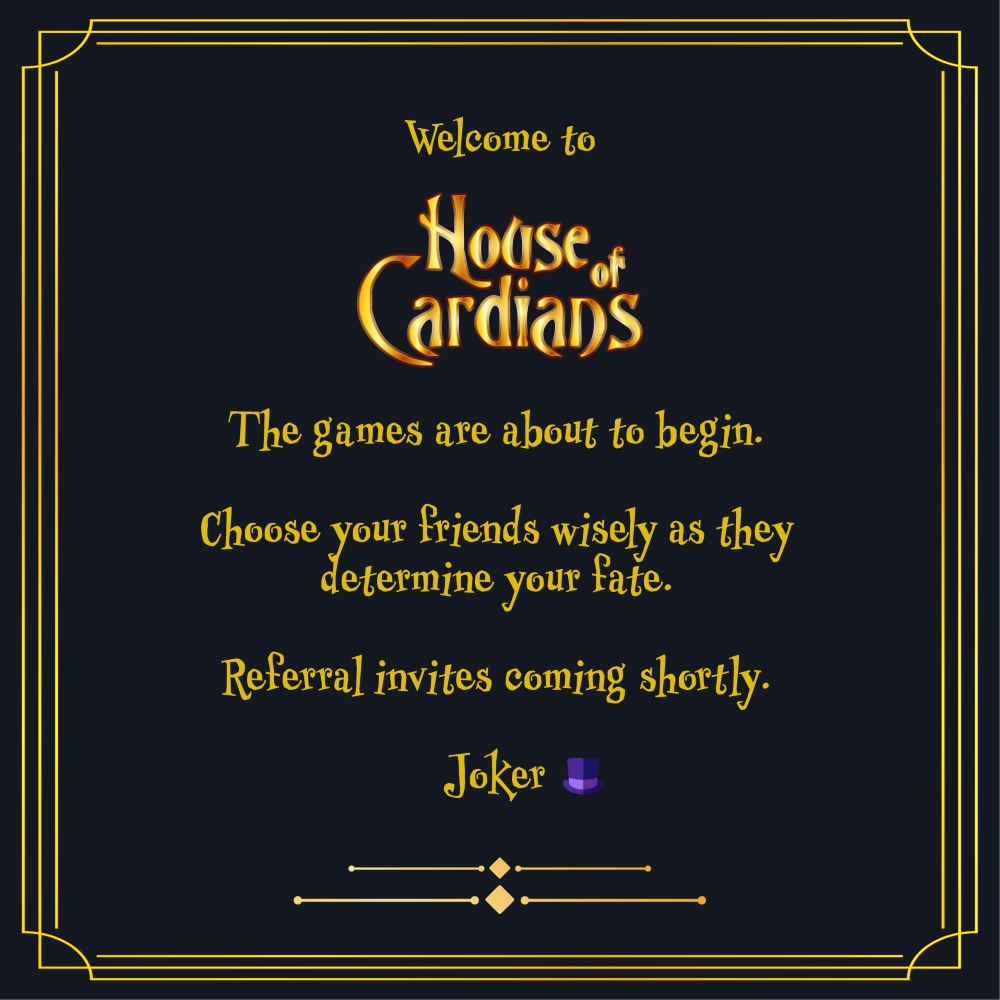 Welcome to
House of
Cardians
The games are about to begin.
Choose your friends wisely as they
determine your fate.
Referral invites coming shortly.
Joker